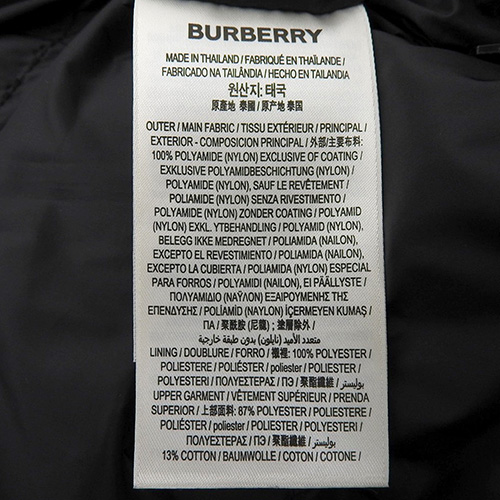 BURBERRY
MADE IN THAILAND / FABRIQUÉ EN THAÏLANDE /
FABRICADO NA TAILÂNDIA / HECHO EN TAILANDIA
원산지: 태국
原產地 泰國 / 原产地 泰国
OUTER / MAIN FABRIC / TISSU EXTÉRIEUR / PRINCIPAL /
EXTERIOR - COMPOSICION PRINCIPAL / 外部/主要布料:
100% POLYAMIDE (NYLON) EXCLUSIVE OF COATING /
EXKLUSIVE POLYAMIDBESCHICHTUNG (NYLON) /
POLYAMIDE (NYLON), SAUF LE REVÊTEMENT /
POLIAMIDE (NYLON) SENZA RIVESTIMENTO /
POLYAMIDE (NYLON) ZONDER COATING / POLYAMID
(NYLON) EXKL. YTBEHANDLING / POLYAMID (NYLON),
BELEGG IKKE MEDREGNET / POLIAMIDA (NAILON),
EXCEPTO EL REVESTIMIENTO / POLIAMIDA (NAILON),
EXCEPTO LA CUBIERTA / POLIAMIDA (NYLON) ESPECIAL
PARA FORROS / POLYAMIDI (NAILON), EI PÄÄLLYSTE /
ΠΟΛΥΑΜΙΔΙΟ (ΝΑΫΛΟΝ) ΕΞΑΙΡΟΥΜΕΝΗΣ ΤΗΣ
ΕΠΕΝΔΥΣΗΣ / POLİAMİD (NAYLON) İÇERMEYEN KUMAŞ /
ПА / 聚酰胺 (尼龍) ; 塗層除外 /
متعدد الأميد (نايلون) بدون طبقة خارجية
LINING / DOUBLURE / FORRO / 襯裡: 100% POLYESTER /
POLIESTERE / POLIÉSTER / poliester / POLIESTER /
POLYESTERI / ΠΟΛΥΕΣΤΕΡΑΣ / ПЭ / 聚酯纖維 / بوليستر /
UPPER GARMENT / VÊTEMENT SUPÉRIEUR / PRENDA
SUPERIOR / 上部面料: 87% POLYESTER / POLIESTERE /
POLIÉSTER / poliester / POLIESTER / POLYESTERI /
ΠΟΛΥΕΣΤΕΡΑΣ / ПЭ / 聚酯纖維 / بوليستر /
13% COTTON / BAUMWOLLE / COTON / COTONE /